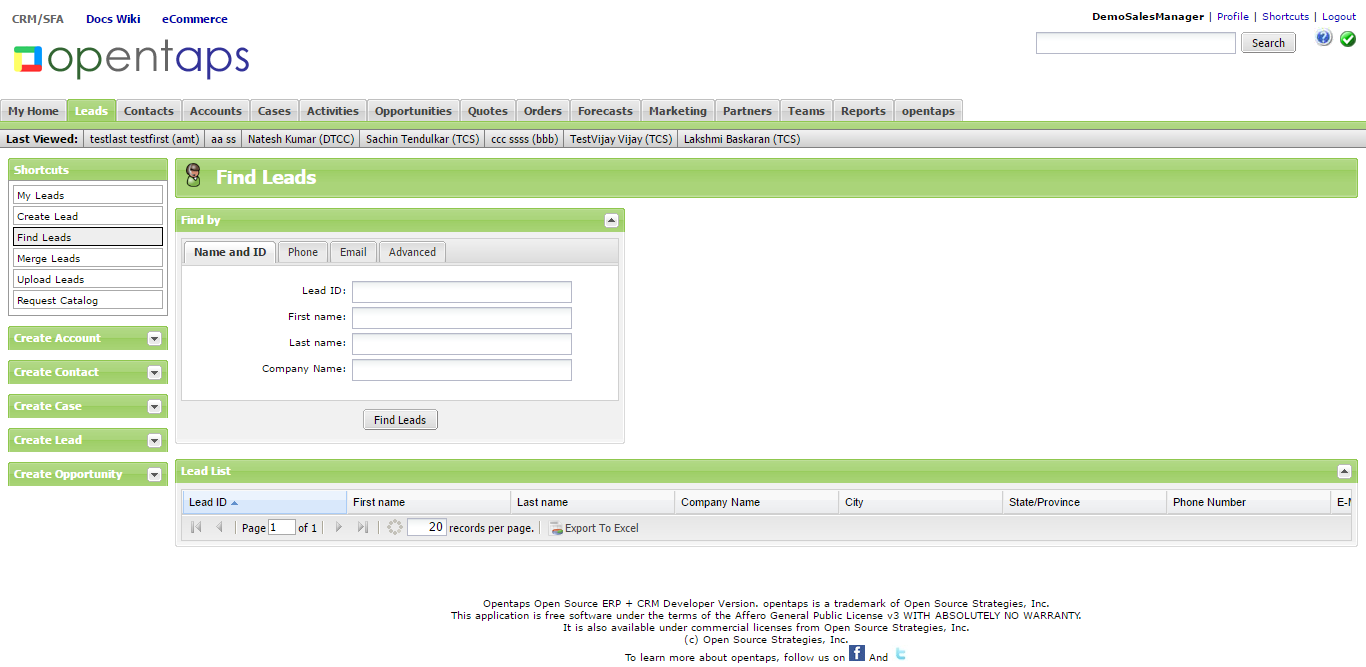 CRM/SFA Docs Wiki eCommerce
DemoSalesManager | Profile | Shortcuts | Logout
opentaps
Search
My Home Leads Contacts Accounts Cases Activities Opportunities Quotes Orders Forecasts Marketing Partners Teams Reports opentaps
Last Viewed: testlast testfirst (amt) aa ss Natesh Kumar (DTCC) Sachin Tendulkar (TCS) ccc ssss (bbb) TestVijay Vijay (TCS) Lakshmi Baskaran (TCS)
Shortcuts
My Leads
Create Lead
Find Leads
Merge Leads
Upload Leads
Request Catalog
Create Account
Create Contact
Create Case
Create Lead
Create Opportunity
Find Leads
Find by
Name and ID Phone Email Advanced
Lead ID:
First name:
Last name:
Company Name:
Find Leads
Lead List
Lead ID First name Last name Company Name City State/Province Phone Number E-M
Page 1 of 1 20 records per page. Export To Excel
Opentaps Open Source ERP + CRM Developer Version. opentaps is a trademark of Open Source Strategies, Inc.
This application is free software under the terms of the Affero General Public License v3 WITH ABSOLUTELY NO WARRANTY.
It is also available under commercial licenses from Open Source Strategies, Inc.
(c) Open Source Strategies, Inc.
To learn more about opentaps, follow us on f And t